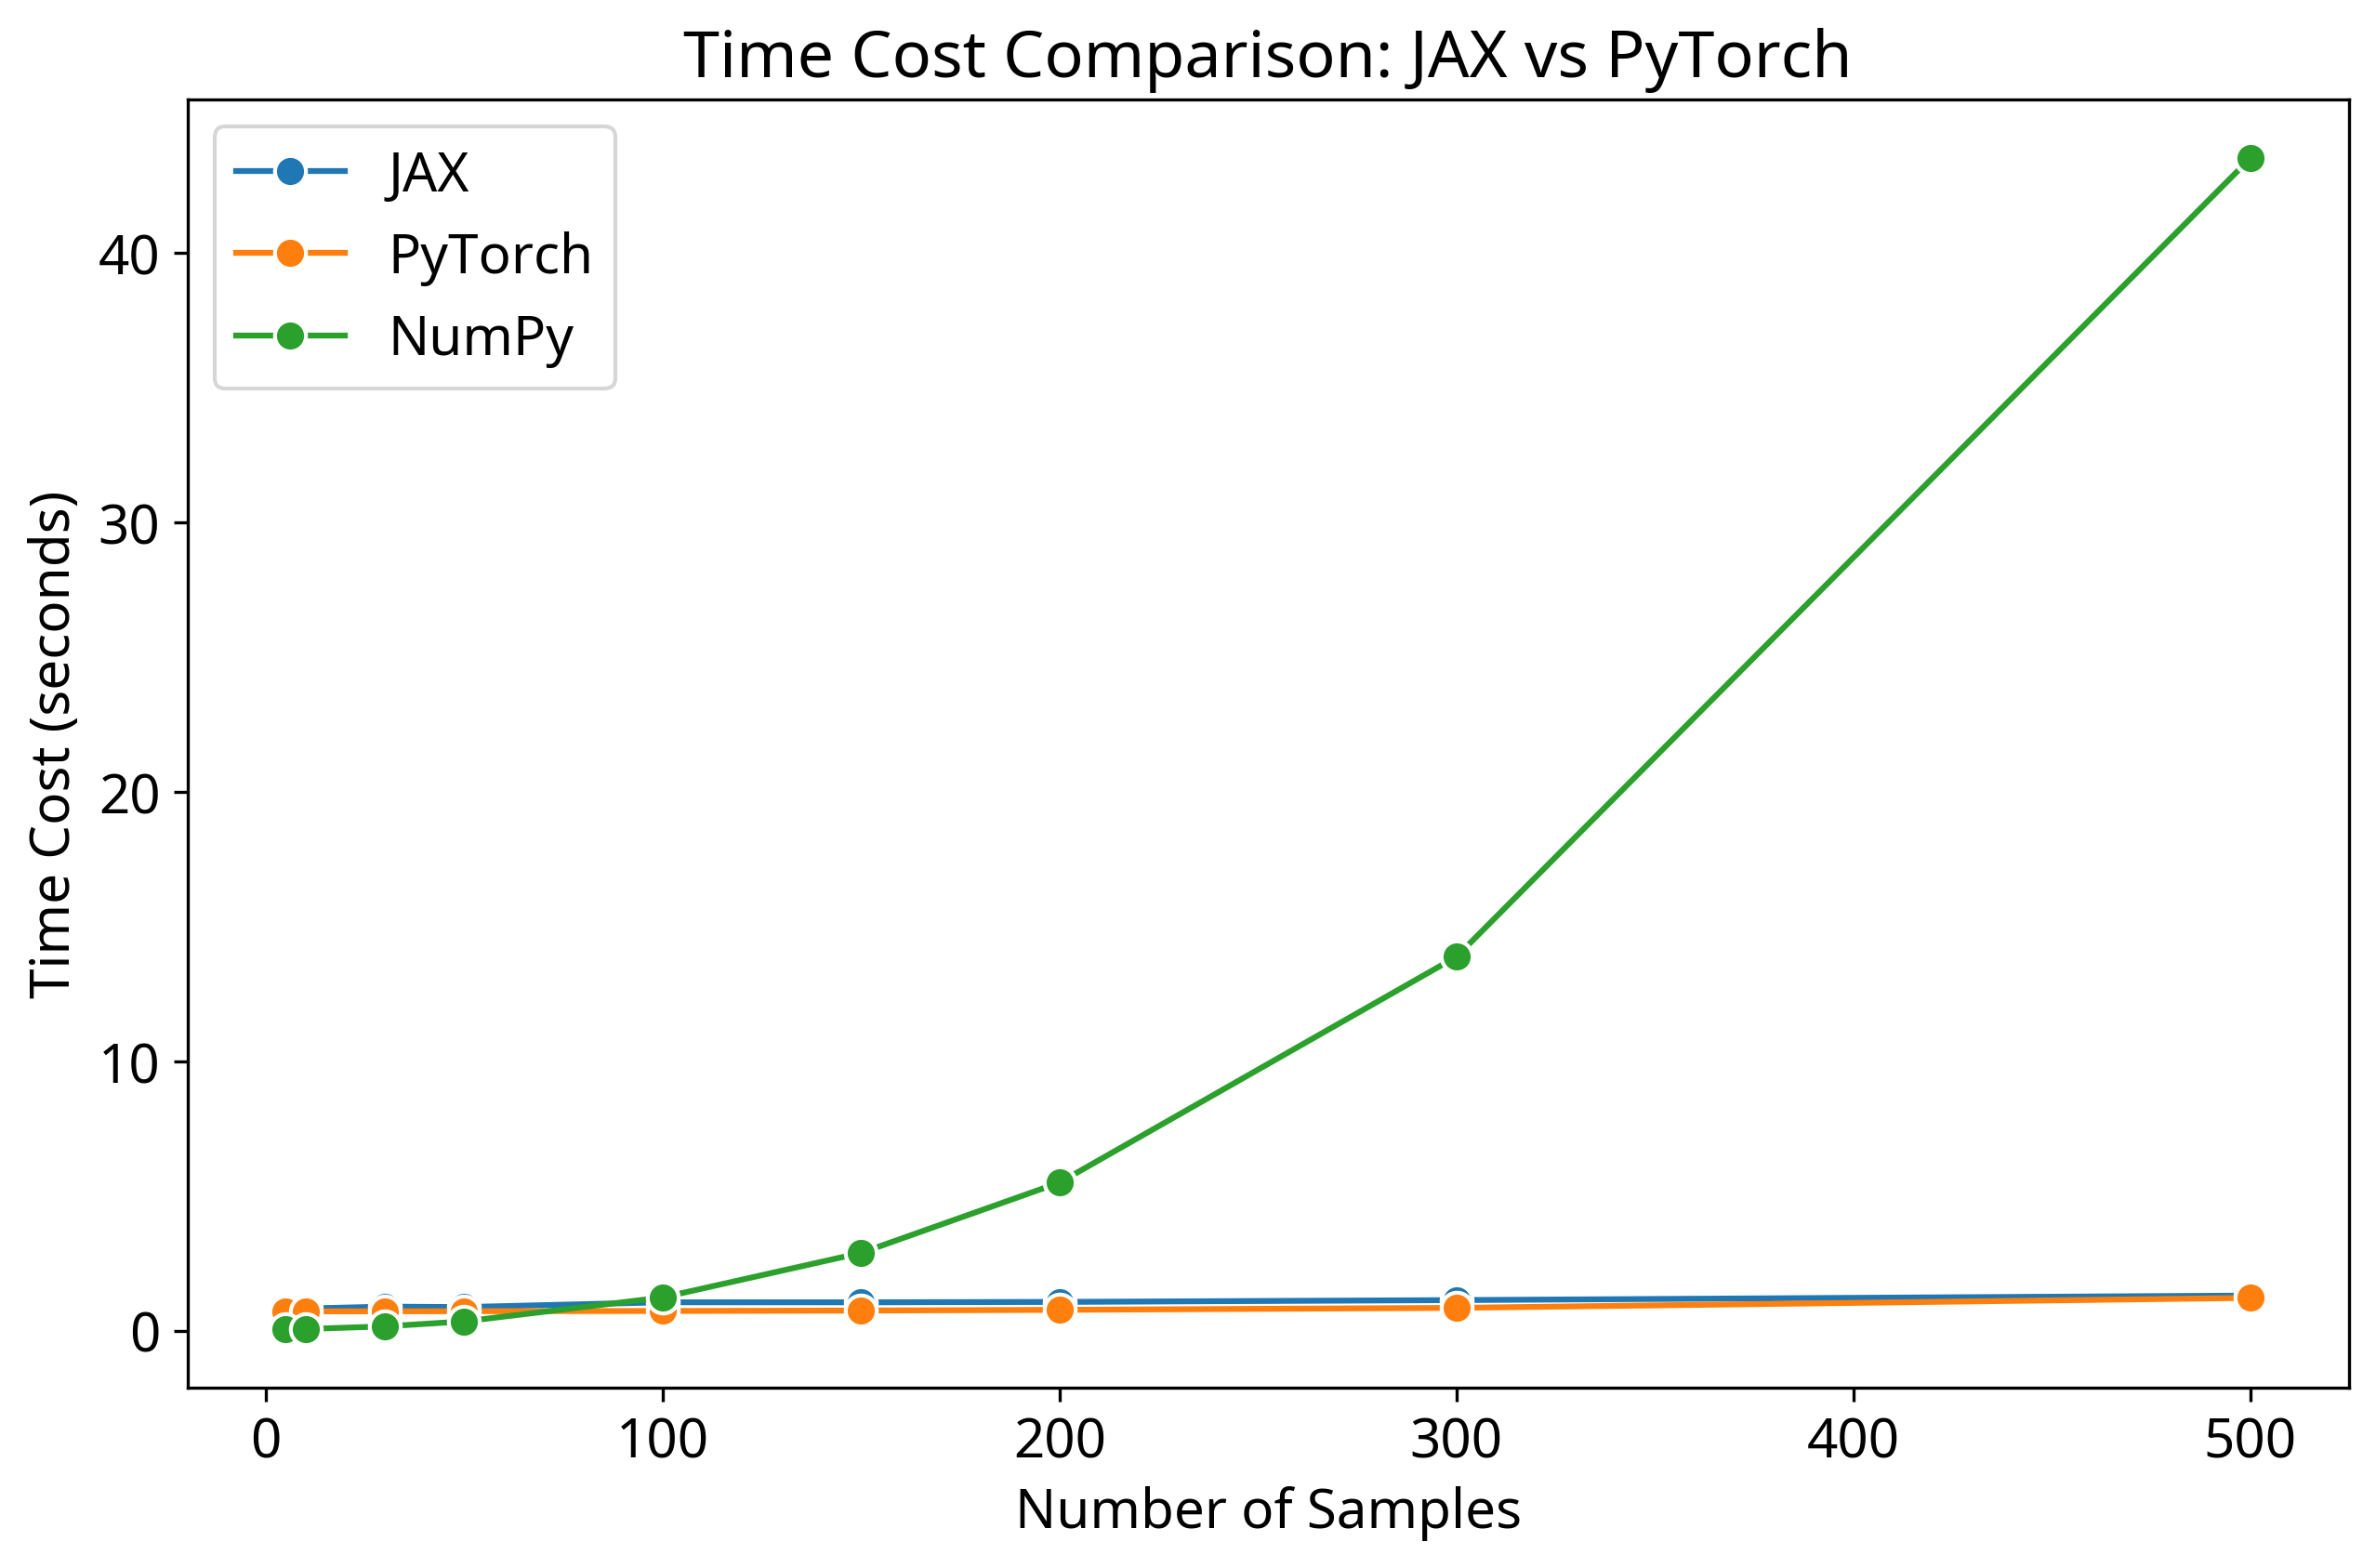 Time Cost Comparison: JAX vs PyTorch
JAX
PyTorch
NumPy
Time Cost (seconds)
40
30
20
10
0
0 100 200 300 400 500
Number of Samples